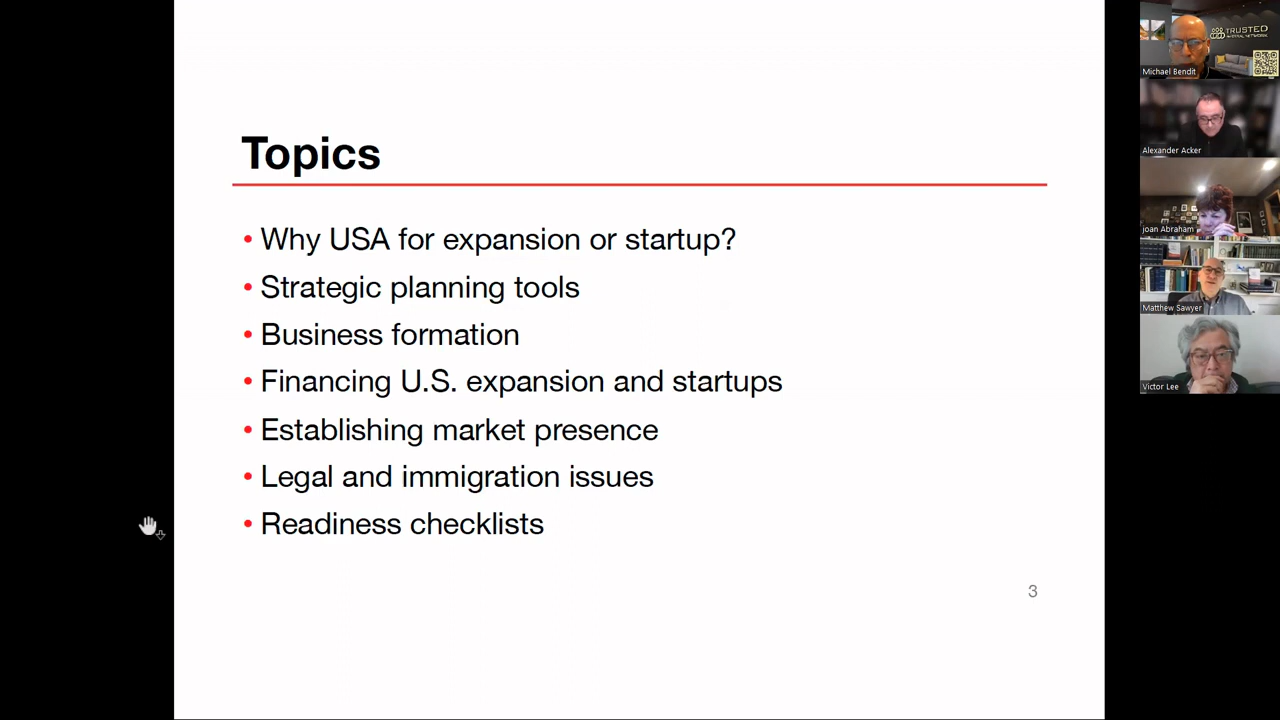 Topics
• Why USA for expansion or startup?
• Strategic planning tools
• Business formation
• Financing U.S. expansion and startups
• Establishing market presence
• Legal and immigration issues
• Readiness checklists
3
TRUSTED
Michael Bendit
Alexander Acker
joan Abraham
Matthew Sawyer
Victor Lee